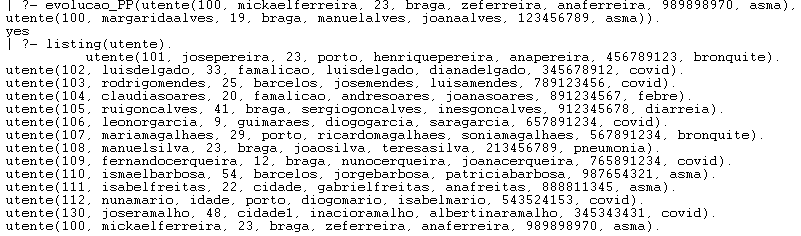 | ?- evolucao_PP(utente(100, mickaelferreira, 23, braga, zeferreira, anaferreira, 989898970, asma),
utente(100, margaridaalves, 19, braga, manuelalves, joanaalves, 123456789, asma)).
yes
| ?- listing(utente).
utente(101, josepereira, 23, porto, henriquepereira, anapereira, 456789123, bronquite).
utente(102, luisdelgado, 33, famalicao, luisdelgado, dianadelgado, 345678912, covid).
utente(103, rodrigomendes, 25, barcelos, josemendes, luisamendes, 789123456, covid).
utente(104, claudiasoares, 20, famalicao, andresoares, joanasoares, 891234567, febre).
utente(105, ruigoncalves, 41, braga, sergiogoncalves, inesgoncalves, 912345678, diarreia).
utente(106, leonorgarcia, 9, guimaraes, diogogarcia, saragarcia, 657891234, covid).
utente(107, mariamagalhaes, 29, porto, ricardomagalhaes, soniamagalhaes, 567891234, bronquite).
utente(108, manuelsilva, 23, braga, joaosilva, teresasilva, 213456789, pneumonia).
utente(109, fernandocerqueira, 12, braga, nunocerqueira, joanacerqueira, 765891234, covid).
utente(110, ismaelbarbosa, 54, barcelos, jorgebarbosa, patriciabarbosa, 987654321, asma).
utente(111, isabelfreitas, 22, cidade, gabrielfreitas, anafreitas, 888811345, asma).
utente(112, nunamario, idade, porto, diogomario, isabelmario, 543524153, covid).
utente(130, joseramalho, 48, cidade1, inacioramalho, albertinaramalho, 345343431, covid).
utente(100, mickaelferreira, 23, braga, zeferreira, anaferreira, 989898970, asma).